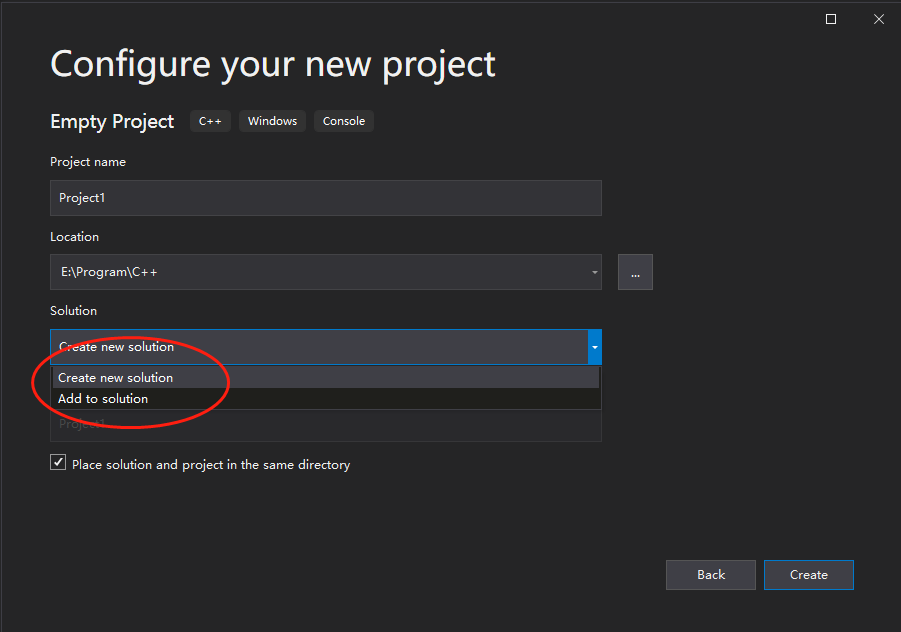 Configure your new project
Empty Project C++ Windows Console
Project name
Project1
Location
E:\Program\C++
...
Solution
Create new solution
Create new solution
Add to solution
Project1
Place solution and project in the same directory
Back Create